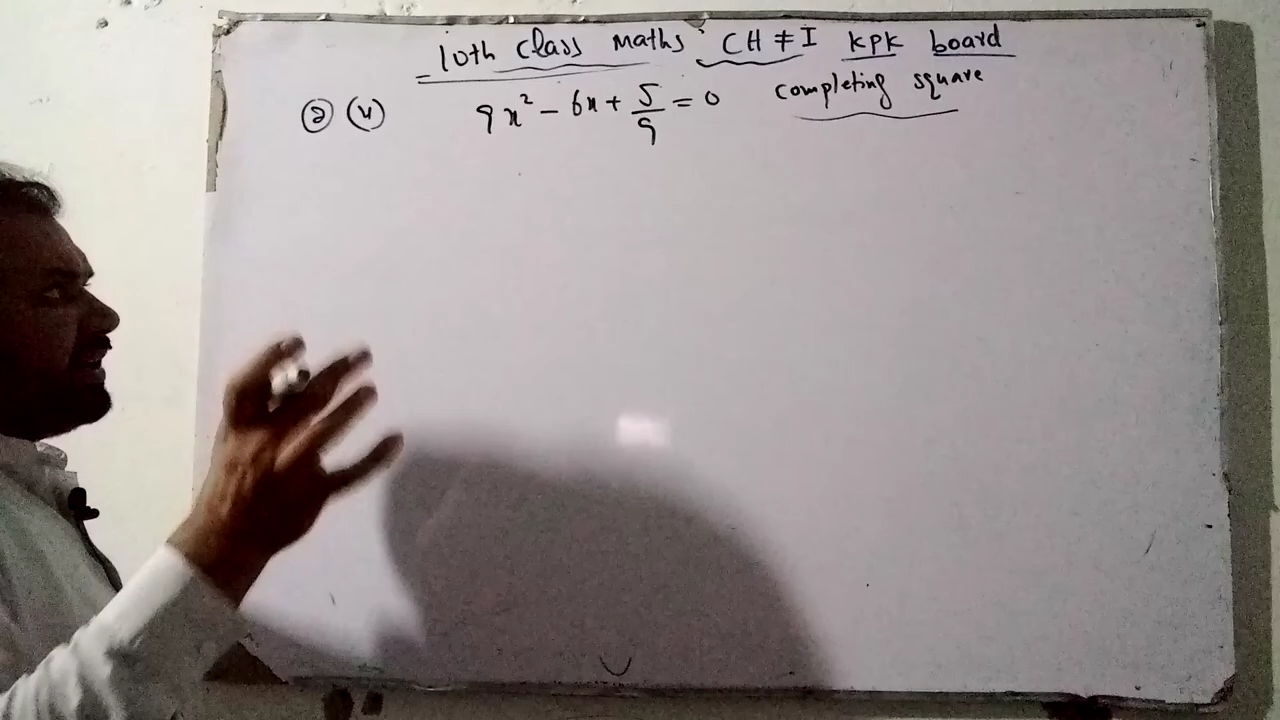 10th class maths CH # I KPK board
② (v) 9x² - 6x + 5/9 = 0 completing square